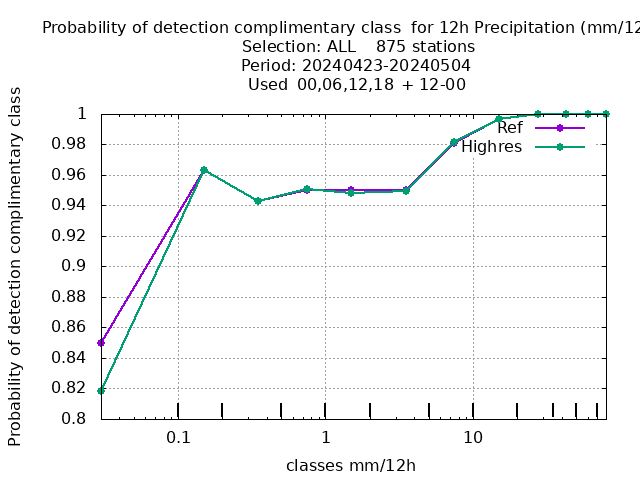 Probability of detection complimentary class  for 12h Precipitation (mm/12
Selection: ALL    875 stations
Period: 20240423-20240504
Used  00,06,12,18  + 12-00
Probability of detection complimentary class
1
0.98
0.96
0.94
0.92
0.9
0.88
0.86
0.84
0.82
0.8
Ref
Highres
0.1
1
10
classes mm/12h